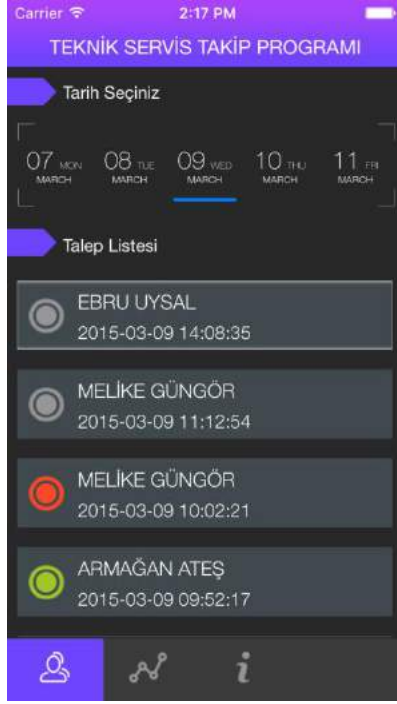 Carrier 2:17 PM
TEKNİK SERVİS TAKİP PROGRAMI
Tarih Seçiniz
07 MON 08 TUE 09 WED 10 THU 11 FRI
MARCH MARCH MARCH MARCH MARCH
Talep Listesi
EBRU UYSAL
2015-03-09 14:08:35
MELİKE GÜNGÖR
2015-03-09 11:12:54
MELİKE GÜNGÖR
2015-03-09 10:02:21
ARMAĞAN ATEŞ
2015-03-09 09:52:17
i